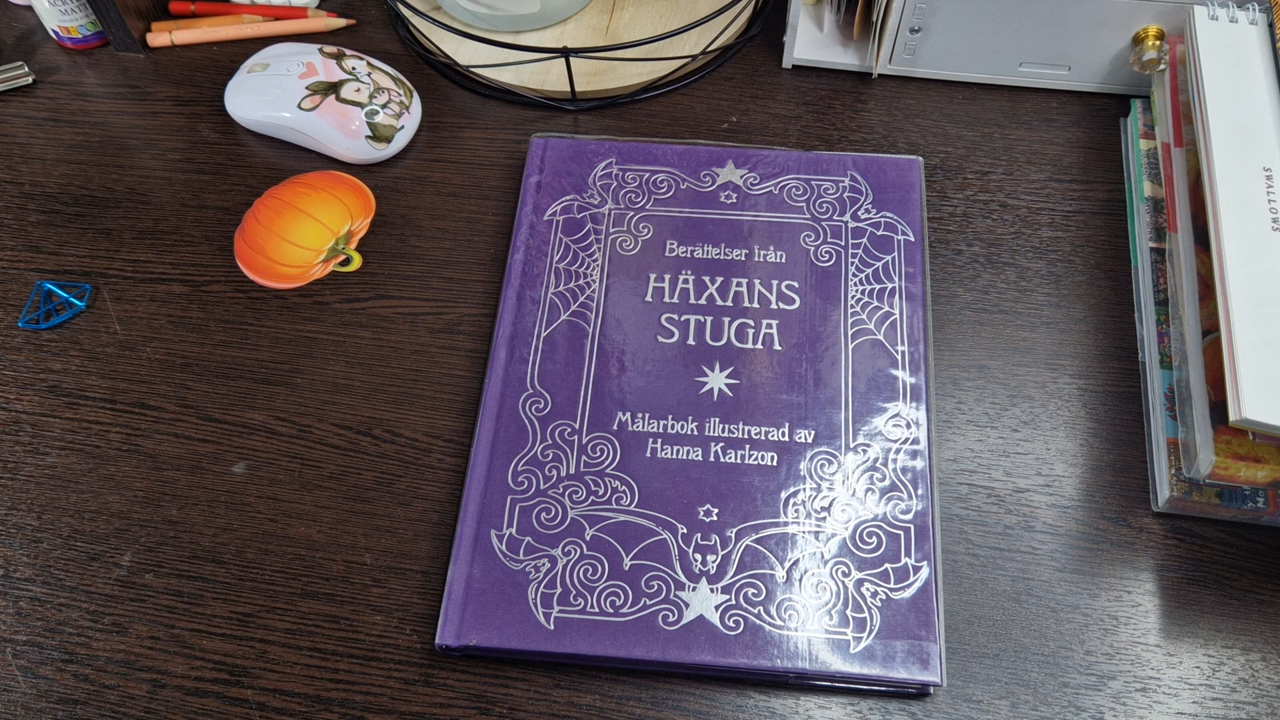 Berättelser från
HÄXANS
STUGA
Målarbok illustrerad av
Hanna Karlzon
SWALLOWS